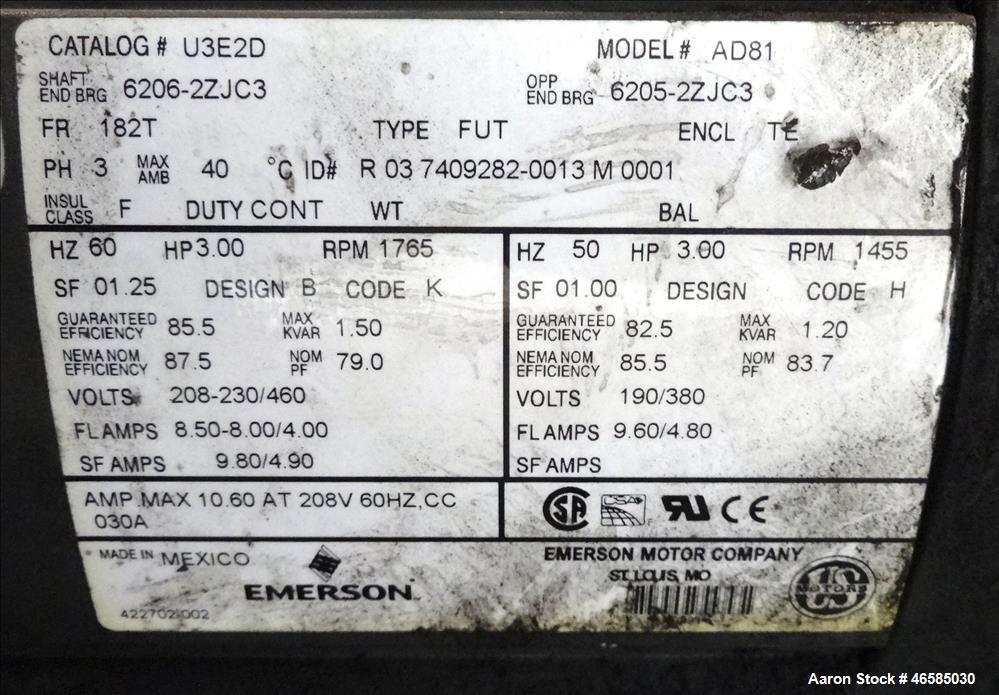 CATALOG # U3E2D MODEL # AD81
SHAFT END BRG 6206-2ZJC3 OPP END BRG 6205-2ZJC3
FR 182T TYPE FUT ENCL TE
PH 3 MAX AMB 40 °C ID# R 03 7409282-0013 M 0001
INSUL CLASS F DUTY CONT WT BAL
HZ 60 HP 3.00 RPM 1765
SF 01.25 DESIGN B CODE K
GUARANTEED EFFICIENCY 85.5 MAX KVAR 1.50
NEMA NOM EFFICIENCY 87.5 NOM PF 79.0
VOLTS 208-230/460
FL AMPS 8.50-8.00/4.00
SF AMPS 9.80/4.90
HZ 50 HP 3.00 RPM 1455
SF 01.00 DESIGN CODE H
GUARANTEED EFFICIENCY 82.5 MAX KVAR 1.20
NEMA NOM EFFICIENCY 85.5 NOM PF 83.7
VOLTS 190/380
FL AMPS 9.60/4.80
SF AMPS
AMP MAX 10.60 AT 208V 60HZ,CC
030A
MADE IN MEXICO
EMERSON
422702-002
EMERSON MOTOR COMPANY
ST. LOUIS, MO
US MOTORS
Aaron Stock # 46585030